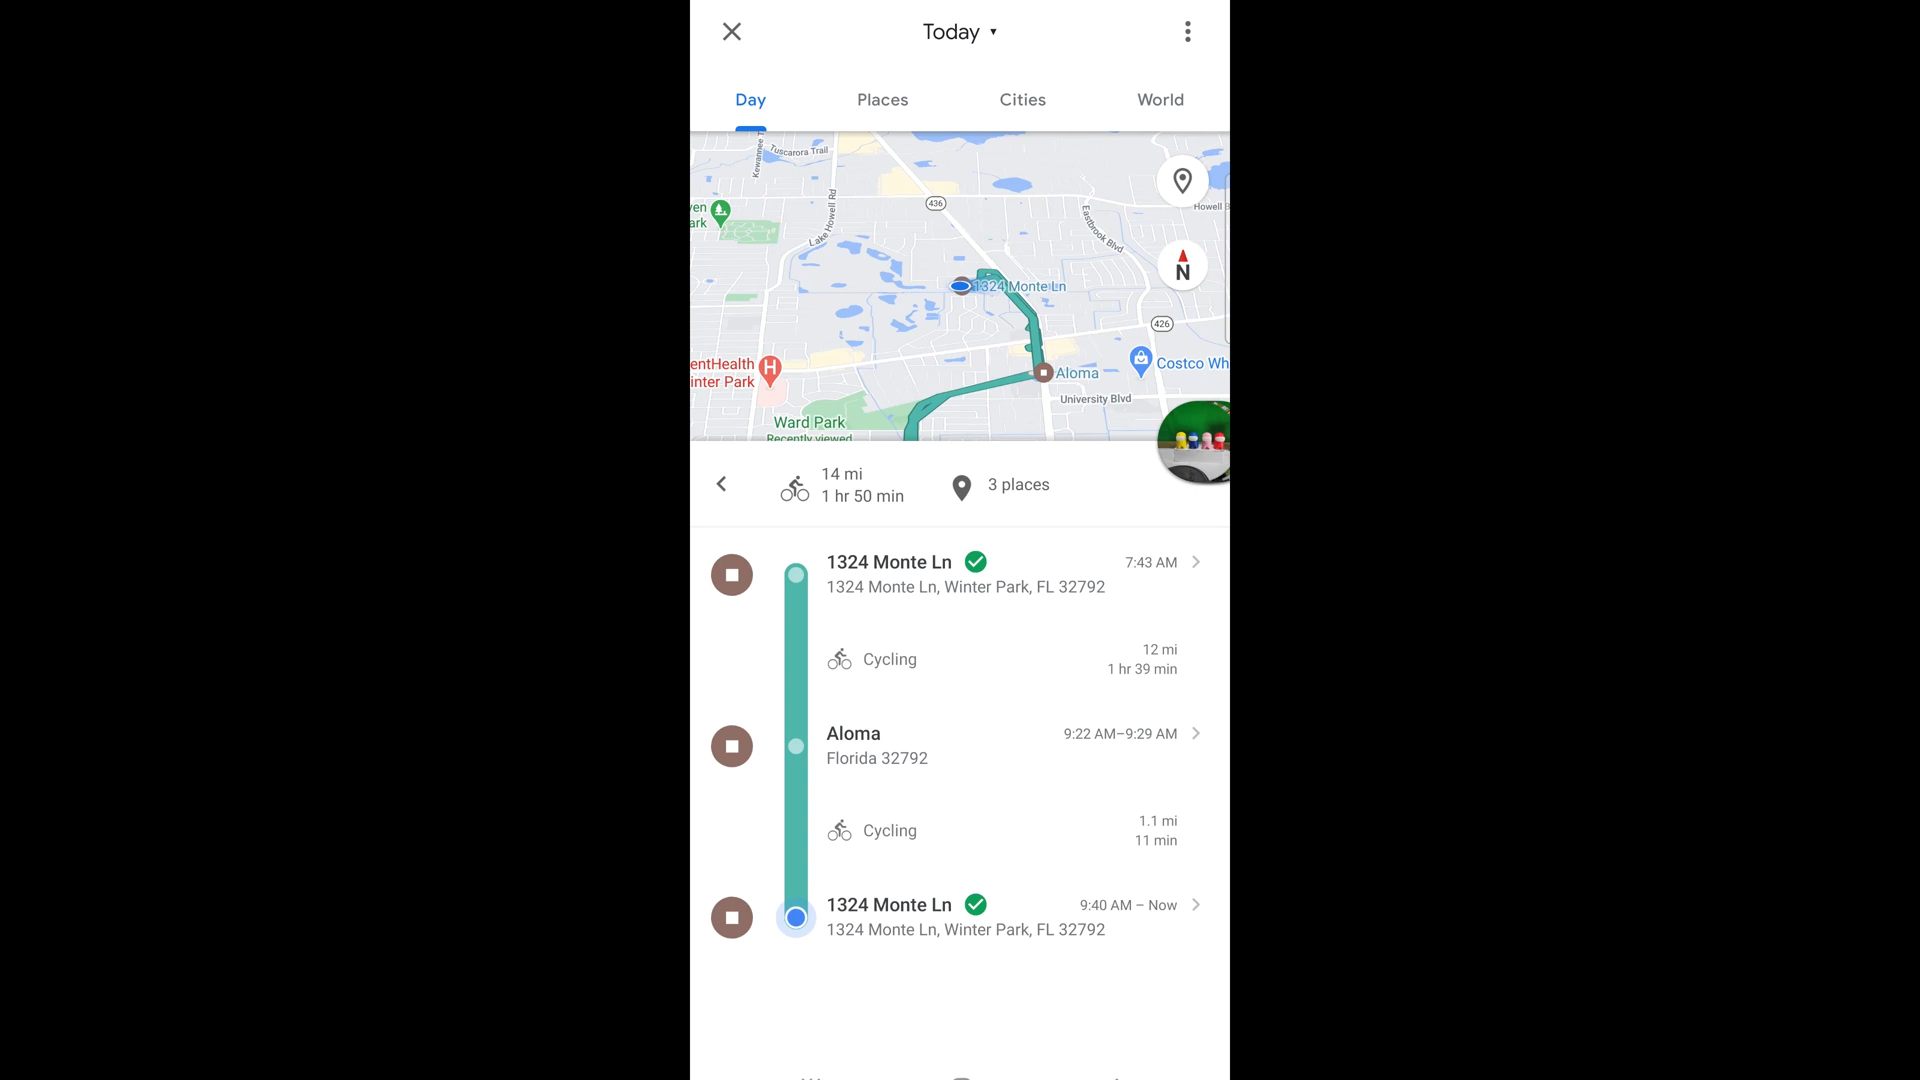 Today
Day Places Cities World
Tuscarora Trail
436
Lake Howell Rd
Eastbrook Blvd
Howell
N
1324 Monte Ln
426
entHealth
inter Park
H
Costco Wh
Aloma
University Blvd
Ward Park
Recently viewed
ven
ark
14 mi
1 hr 50 min
3 places
1324 Monte Ln 7:43 AM
1324 Monte Ln, Winter Park, FL 32792
Cycling 12 mi
1 hr 39 min
Aloma 9:22 AM–9:29 AM
Florida 32792
Cycling 1.1 mi
11 min
1324 Monte Ln 9:40 AM – Now
1324 Monte Ln, Winter Park, FL 32792